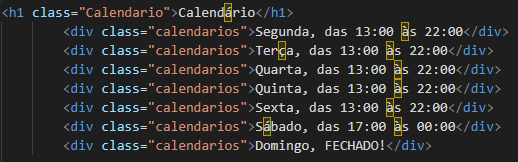 <h1 class="Calendario">Calendário</h1>
<div class="calendarios">Segunda, das 13:00 às 22:00</div>
<div class="calendarios">Terça, das 13:00 às 22:00</div>
<div class="calendarios">Quarta, das 13:00 às 22:00</div>
<div class="calendarios">Quinta, das 13:00 às 22:00</div>
<div class="calendarios">Sexta, das 13:00 às 22:00</div>
<div class="calendarios">Sábado, das 17:00 às 00:00</div>
<div class="calendarios">Domingo, FECHADO!</div>